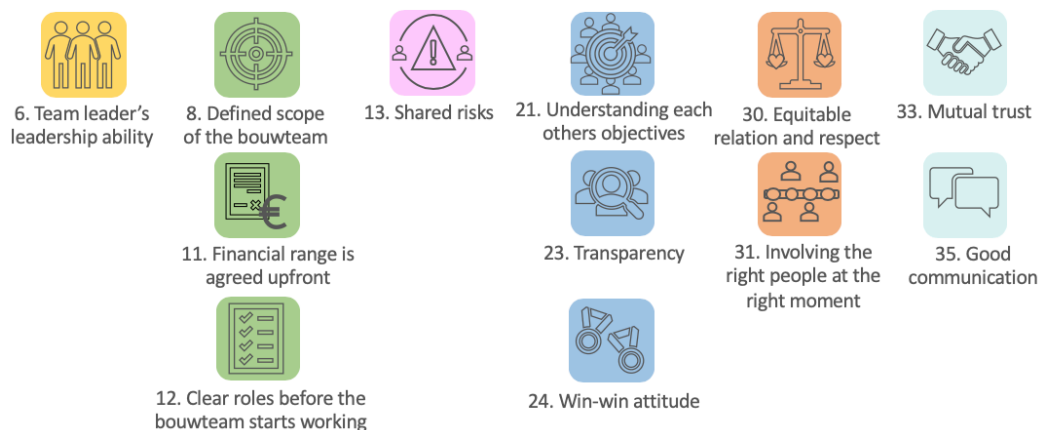 6. Team leader's
leadership ability
8. Defined scope
of the bouwteam
13. Shared risks
21. Understanding each
others objectives
30. Equitable
relation and respect
33. Mutual trust
€
11. Financial range is
agreed upfront
23. Transparency
31. Involving the
right people at the
right moment
35. Good
communication
12. Clear roles before the
bouwteam starts working
24. Win-win attitude